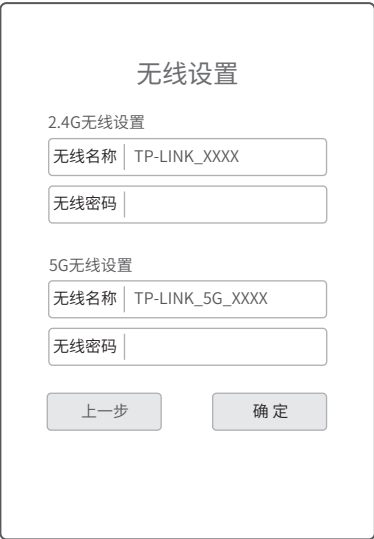 无线设置
2.4G无线设置
无线名称 TP-LINK_XXXX
无线密码
5G无线设置
无线名称 TP-LINK_5G_XXXX
无线密码
上一步 确 定